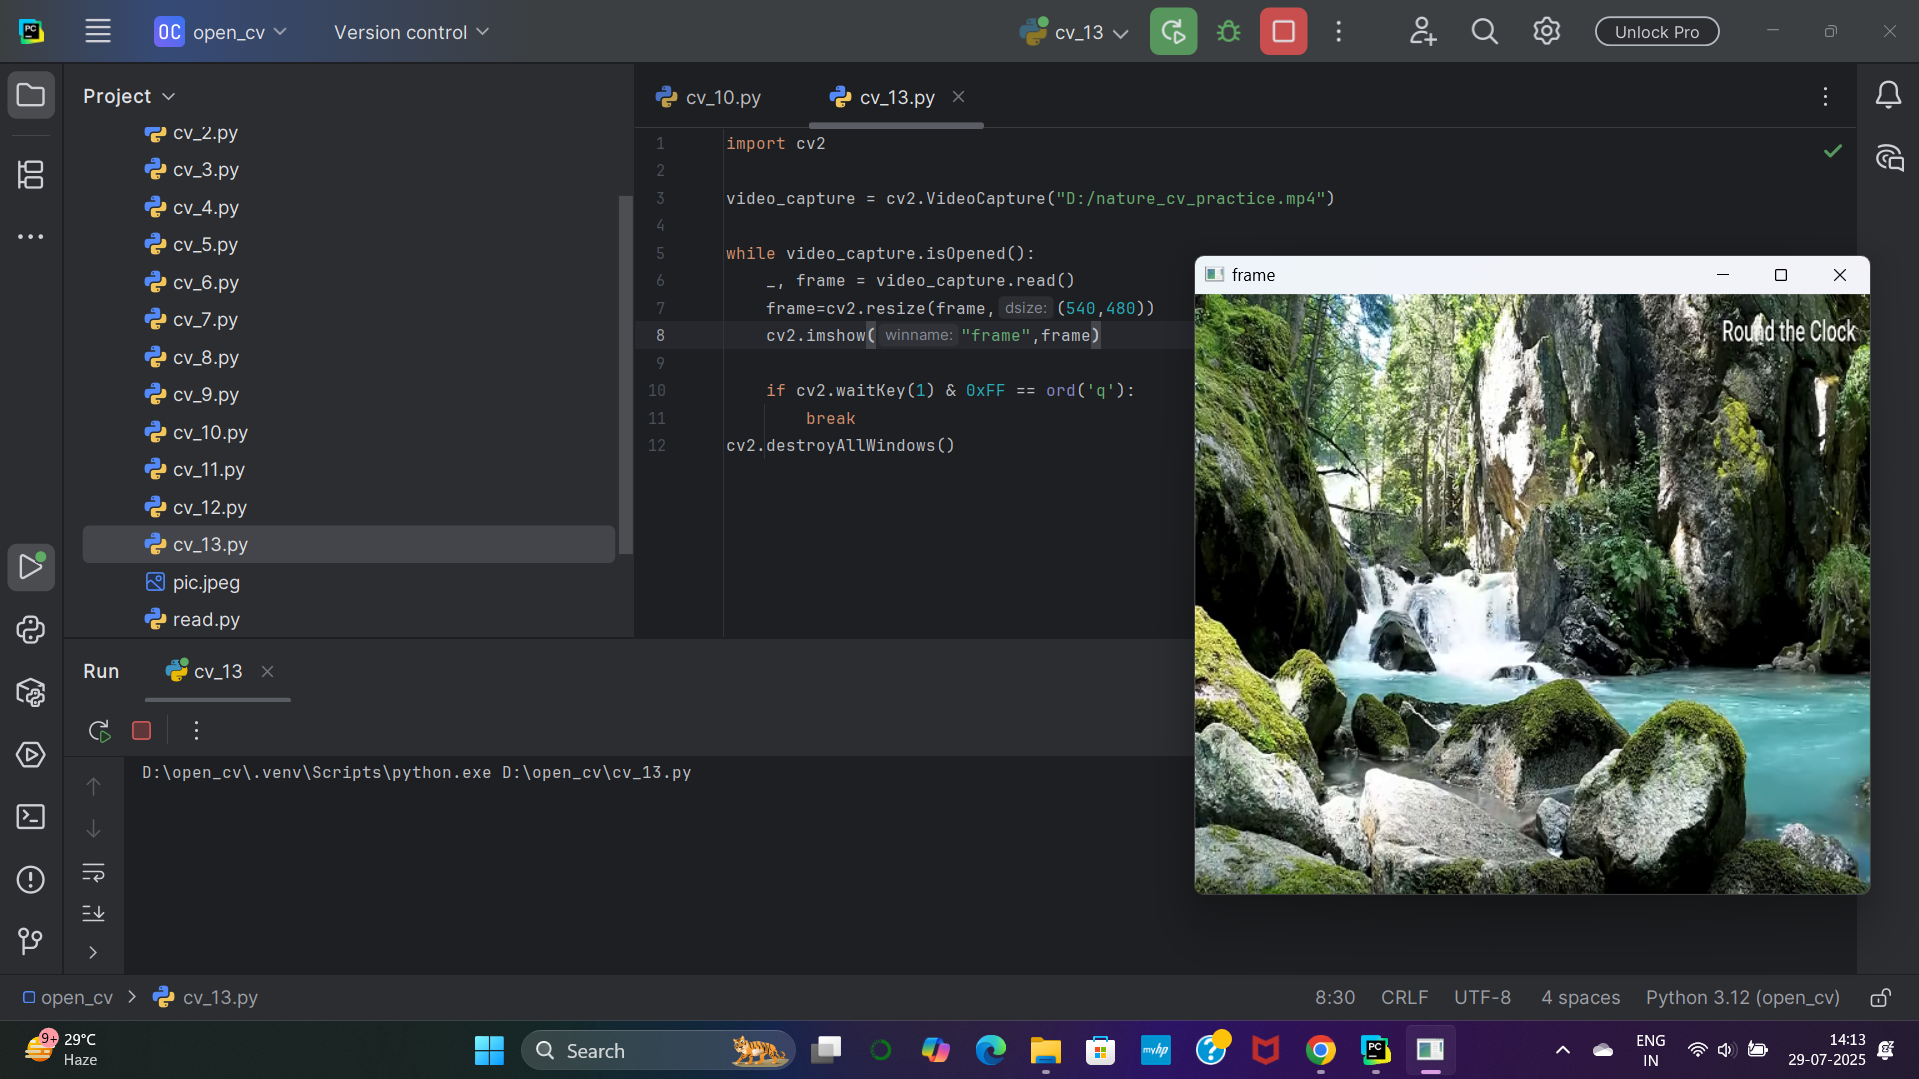 PC
OC open_cv
Version control
cv_13
Unlock Pro
Project
cv_2.py
cv_3.py
cv_4.py
cv_5.py
cv_6.py
cv_7.py
cv_8.py
cv_9.py
cv_10.py
cv_11.py
cv_12.py
cv_13.py
pic.jpeg
read.py
cv_10.py
cv_13.py
1 import cv2
2
3 video_capture = cv2.VideoCapture("D:/nature_cv_practice.mp4")
4
5 while video_capture.isOpened():
6 _, frame = video_capture.read()
7 frame=cv2.resize(frame, dsize: (540,480))
8 cv2.imshow( winname: "frame",frame)
9
10 if cv2.waitKey(1) & 0xFF == ord('q'):
11 break
12 cv2.destroyAllWindows()
frame
Round the Clock
Run
cv_13
D:\open_cv\.venv\Scripts\python.exe D:\open_cv\cv_13.py
open_cv > cv_13.py
8:30
CRLF
UTF-8
4 spaces
Python 3.12 (open_cv)
9+
29°C
Haze
Search
myhp
PC
ENG
IN
14:13
29-07-2025